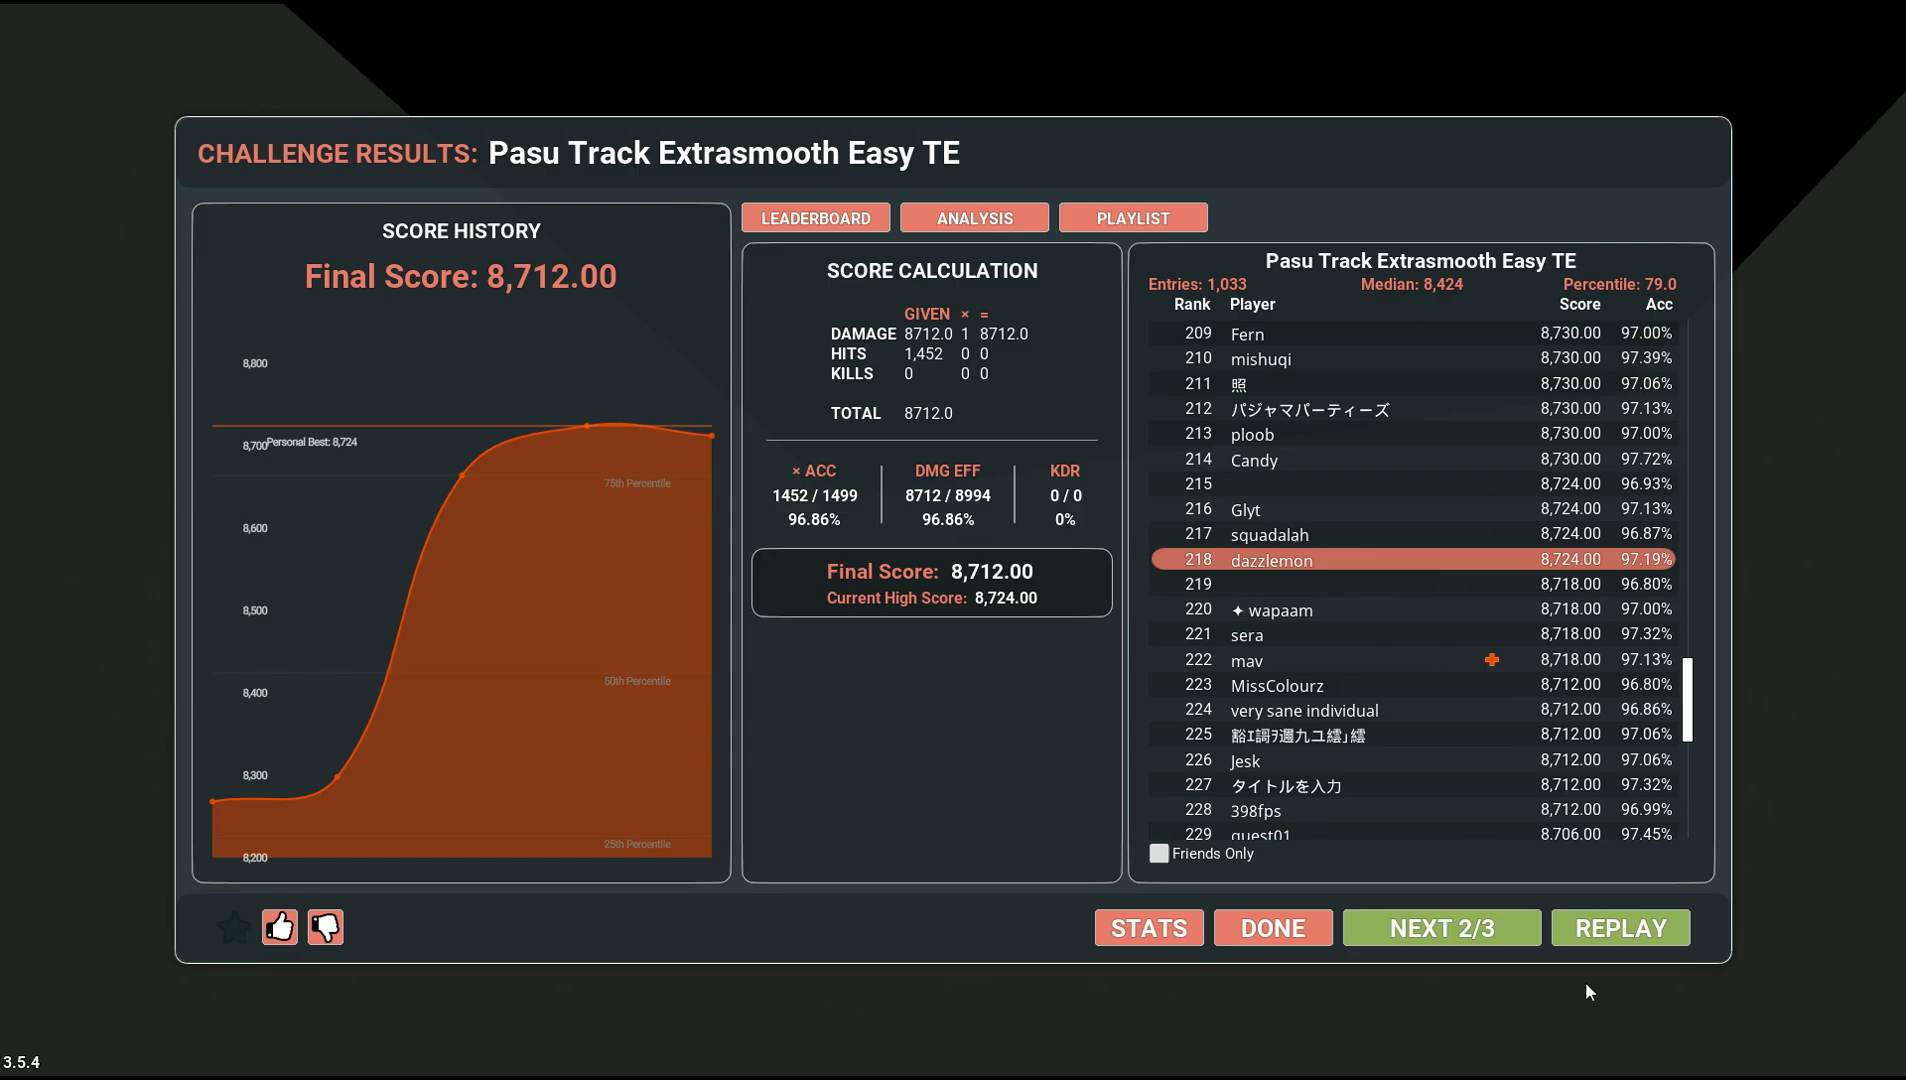 CHALLENGE RESULTS: Pasu Track Extrasmooth Easy TE
SCORE HISTORY
Final Score: 8,712.00
8,800
8,700
Personal Best: 8,724
75th Percentile
8,600
8,500
50th Percentile
8,400
8,300
25th Percentile
8,200
LEADERBOARD
ANALYSIS
PLAYLIST
SCORE CALCULATION
GIVEN × =
DAMAGE 8712.0 1 8712.0
HITS 1,452 0 0
KILLS 0 0 0
TOTAL 8712.0
× ACC DMG EFF KDR
1452 / 1499 8712 / 8994 0 / 0
96.86% 96.86% 0%
Final Score: 8,712.00
Current High Score: 8,724.00
Pasu Track Extrasmooth Easy TE
Entries: 1,033 Median: 8,424 Percentile: 79.0
Rank Player Score Acc
209 Fern 8,730.00 97.00%
210 mishuqi 8,730.00 97.39%
211 照 8,730.00 97.06%
212 パジャマパーティーズ 8,730.00 97.13%
213 ploob 8,730.00 97.00%
214 Candy 8,730.00 97.72%
215 8,724.00 96.93%
216 Glyt 8,724.00 97.13%
217 squadalah 8,724.00 96.87%
218 dazzlemon 8,724.00 97.19%
219 8,718.00 96.80%
220 ✦ wapaam 8,718.00 97.00%
221 sera 8,718.00 97.32%
222 mav 8,718.00 97.13%
223 MissColourz 8,712.00 96.80%
224 very sane individual 8,712.00 96.86%
225 8,712.00 97.06%
226 Jesk 8,712.00 97.06%
227 タイトルを入力 8,712.00 97.32%
228 398fps 8,712.00 96.99%
229 guest01 8,706.00 97.45%
Friends Only
STATS
DONE
NEXT 2/3
REPLAY
3.5.4